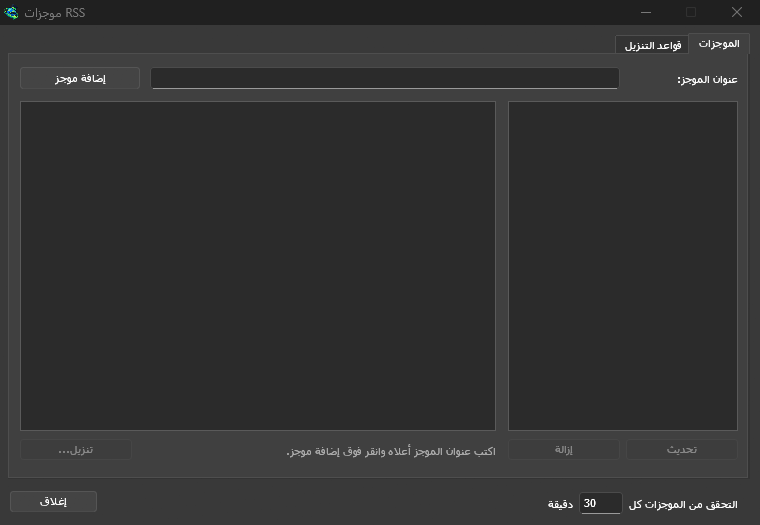 موجزات RSS
الموجزات
قواعد التنزيل
عنوان الموجز:
إضافة موجز
تحديث
إزالة
اكتب عنوان الموجز أعلاه وانقر فوق إضافة موجز.
تنزيل...
التحقق من الموجزات كل 30 دقيقة
إغلاق